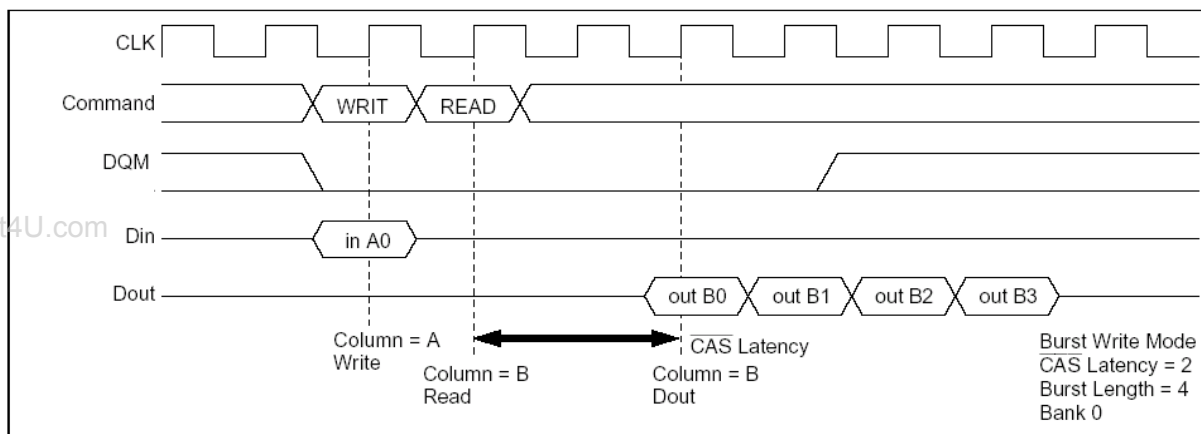 CLK
Command
WRIT
READ
DQM
t4U.com
Din
in A0
Dout
out B0
out B1
out B2
out B3
Column = A
Write
Column = B
Read
CAS Latency
Column = B
Dout
Burst Write Mode
CAS Latency = 2
Burst Length = 4
Bank 0